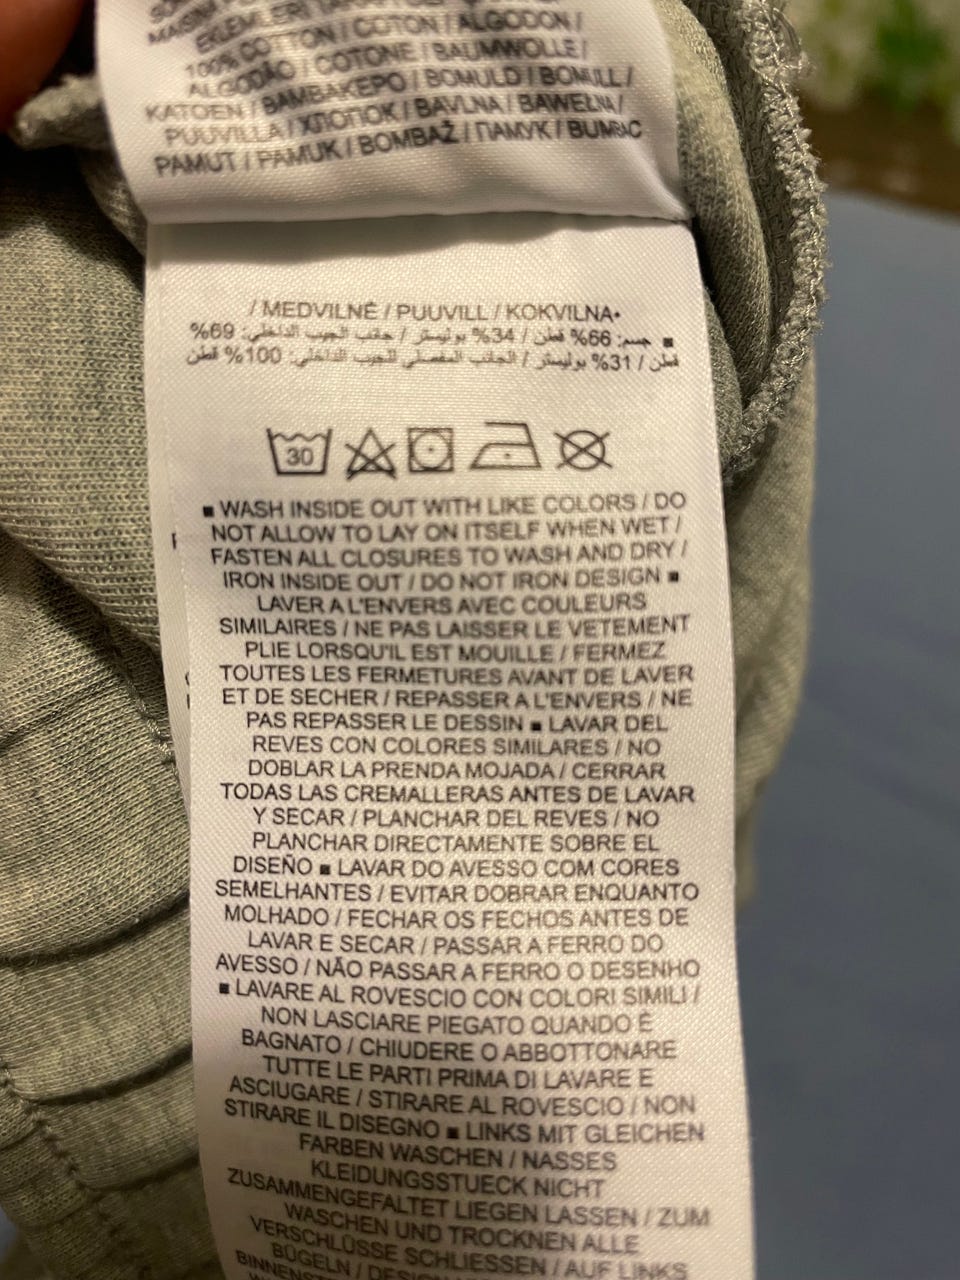 EKLEMLERİ
100% COTTON / COTON / ALGODON /
ALGODÃO / COTONE / BAUMWOLLE /
KATOEN / ΒΑΜΒΑΚΕΡΟ / BOMULD / BOMULL /
PUUVILLA / ХЛОПОК / BAVLNA / BAWEŁNA /
PAMUT / PAMUK / BOMBAŽ / ПАМУК / BUMBAC
/ MEDVILNĖ / PUUVILL / KOKVILNA▪
▪ جسم: 66% قطن / 34% بوليستر / جانب الجيب الداخلي: 69%
قطن / 31% بوليستر / الجانب المفصلي للجيب الداخلي: 100% قطن
30
▪ WASH INSIDE OUT WITH LIKE COLORS / DO
NOT ALLOW TO LAY ON ITSELF WHEN WET /
FASTEN ALL CLOSURES TO WASH AND DRY /
IRON INSIDE OUT / DO NOT IRON DESIGN ▪
LAVER A L'ENVERS AVEC COULEURS
SIMILAIRES / NE PAS LAISSER LE VETEMENT
PLIE LORSQU'IL EST MOUILLE / FERMEZ
TOUTES LES FERMETURES AVANT DE LAVER
ET DE SECHER / REPASSER A L'ENVERS / NE
PAS REPASSER LE DESSIN ▪ LAVAR DEL
REVES CON COLORES SIMILARES / NO
DOBLAR LA PRENDA MOJADA / CERRAR
TODAS LAS CREMALLERAS ANTES DE LAVAR
Y SECAR / PLANCHAR DEL REVES / NO
PLANCHAR DIRECTAMENTE SOBRE EL
DISEÑO ▪ LAVAR DO AVESSO COM CORES
SEMELHANTES / EVITAR DOBRAR ENQUANTO
MOLHADO / FECHAR OS FECHOS ANTES DE
LAVAR E SECAR / PASSAR A FERRO DO
AVESSO / NÃO PASSAR A FERRO O DESENHO
▪ LAVARE AL ROVESCIO CON COLORI SIMILI /
NON LASCIARE PIEGATO QUANDO È
BAGNATO / CHIUDERE O ABBOTTONARE
TUTTE LE PARTI PRIMA DI LAVARE E
ASCIUGARE / STIRARE AL ROVESCIO / NON
STIRARE IL DISEGNO ▪ LINKS MIT GLEICHEN
FARBEN WASCHEN / NASSES
KLEIDUNGSSTUECK NICHT
ZUSAMMENGEFALTET LIEGEN LASSEN / ZUM
WASCHEN UND TROCKNEN ALLE
VERSCHLÜSSE SCHLIESSEN / AUF LINKS
BÜGELN /